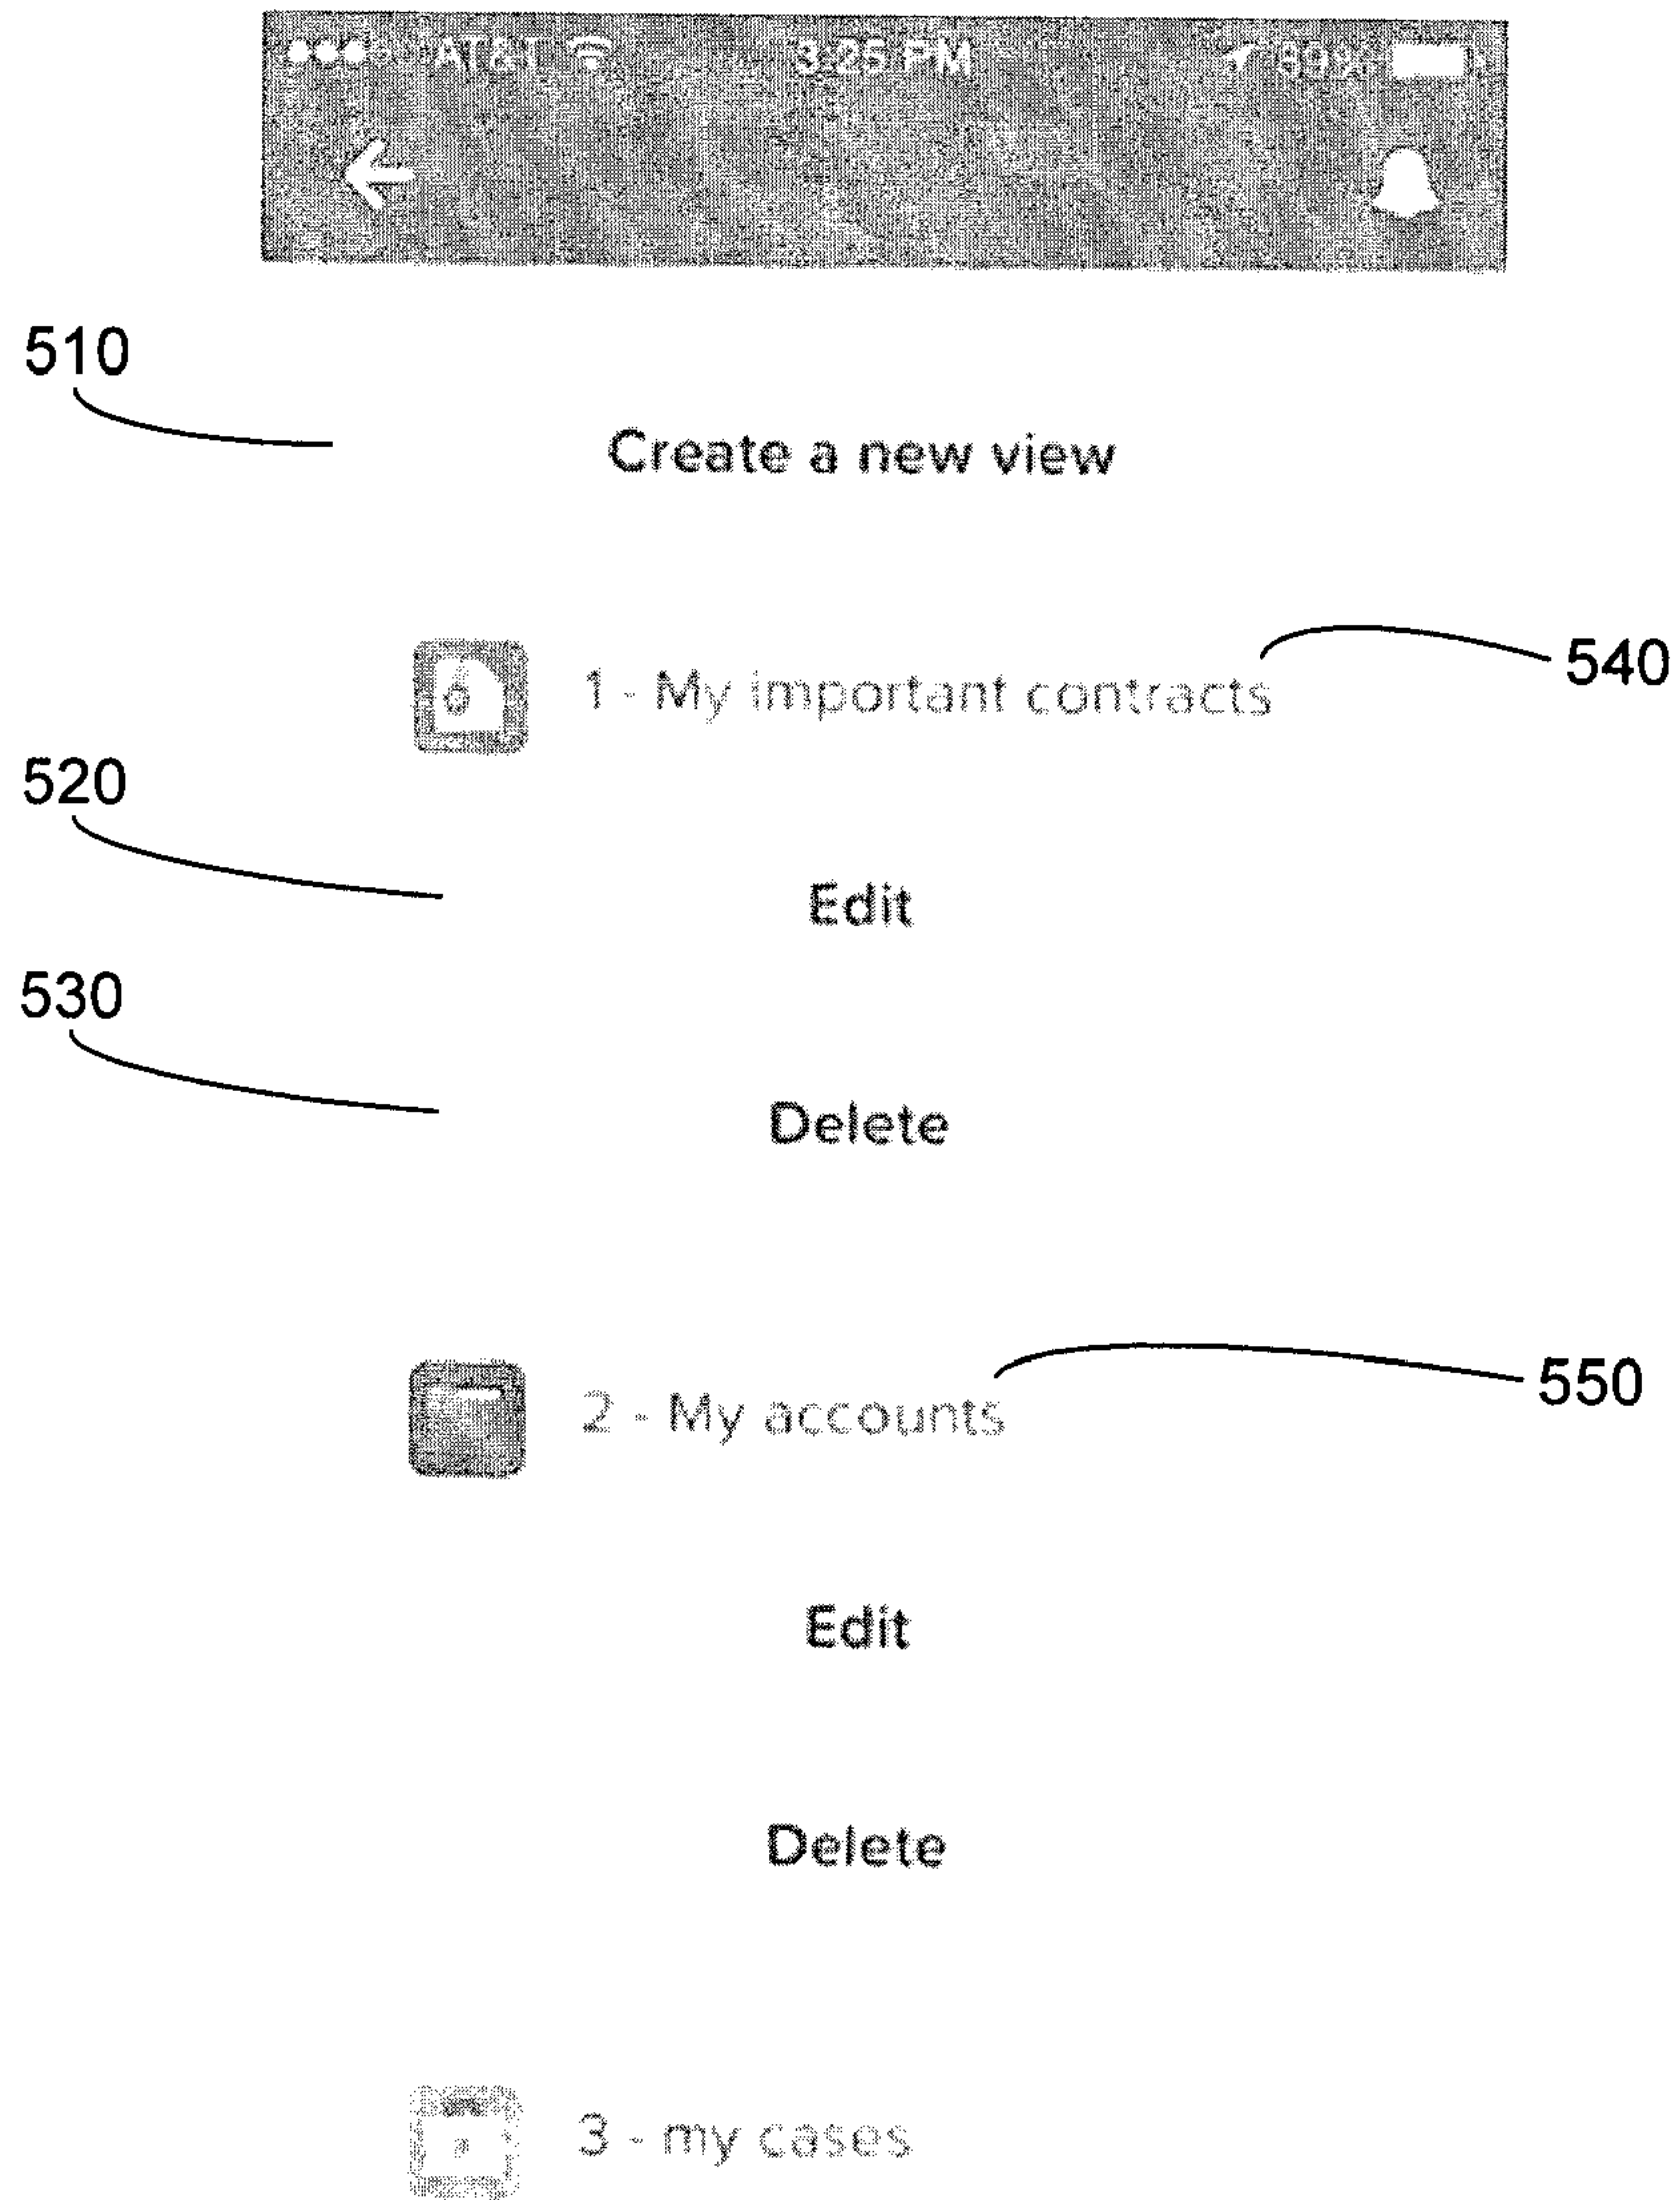 AT&T 3:25 PM 89%
510
Create a new view
540
1 - My important contracts
520
Edit
530
Delete
550
2 - My accounts
Edit
Delete
3 - my cases